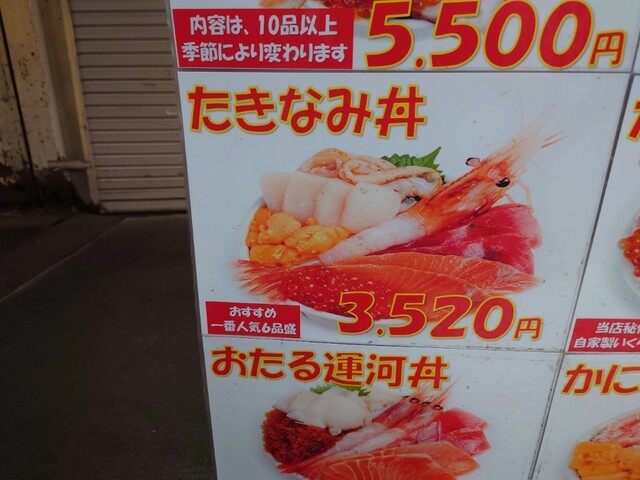 内容は、10品以上
季節により変わります
5.500円
たきなみ丼
おすすめ
一番人気6品盛
3.520円
おたる運河丼
当店秘
自家製いく
かに